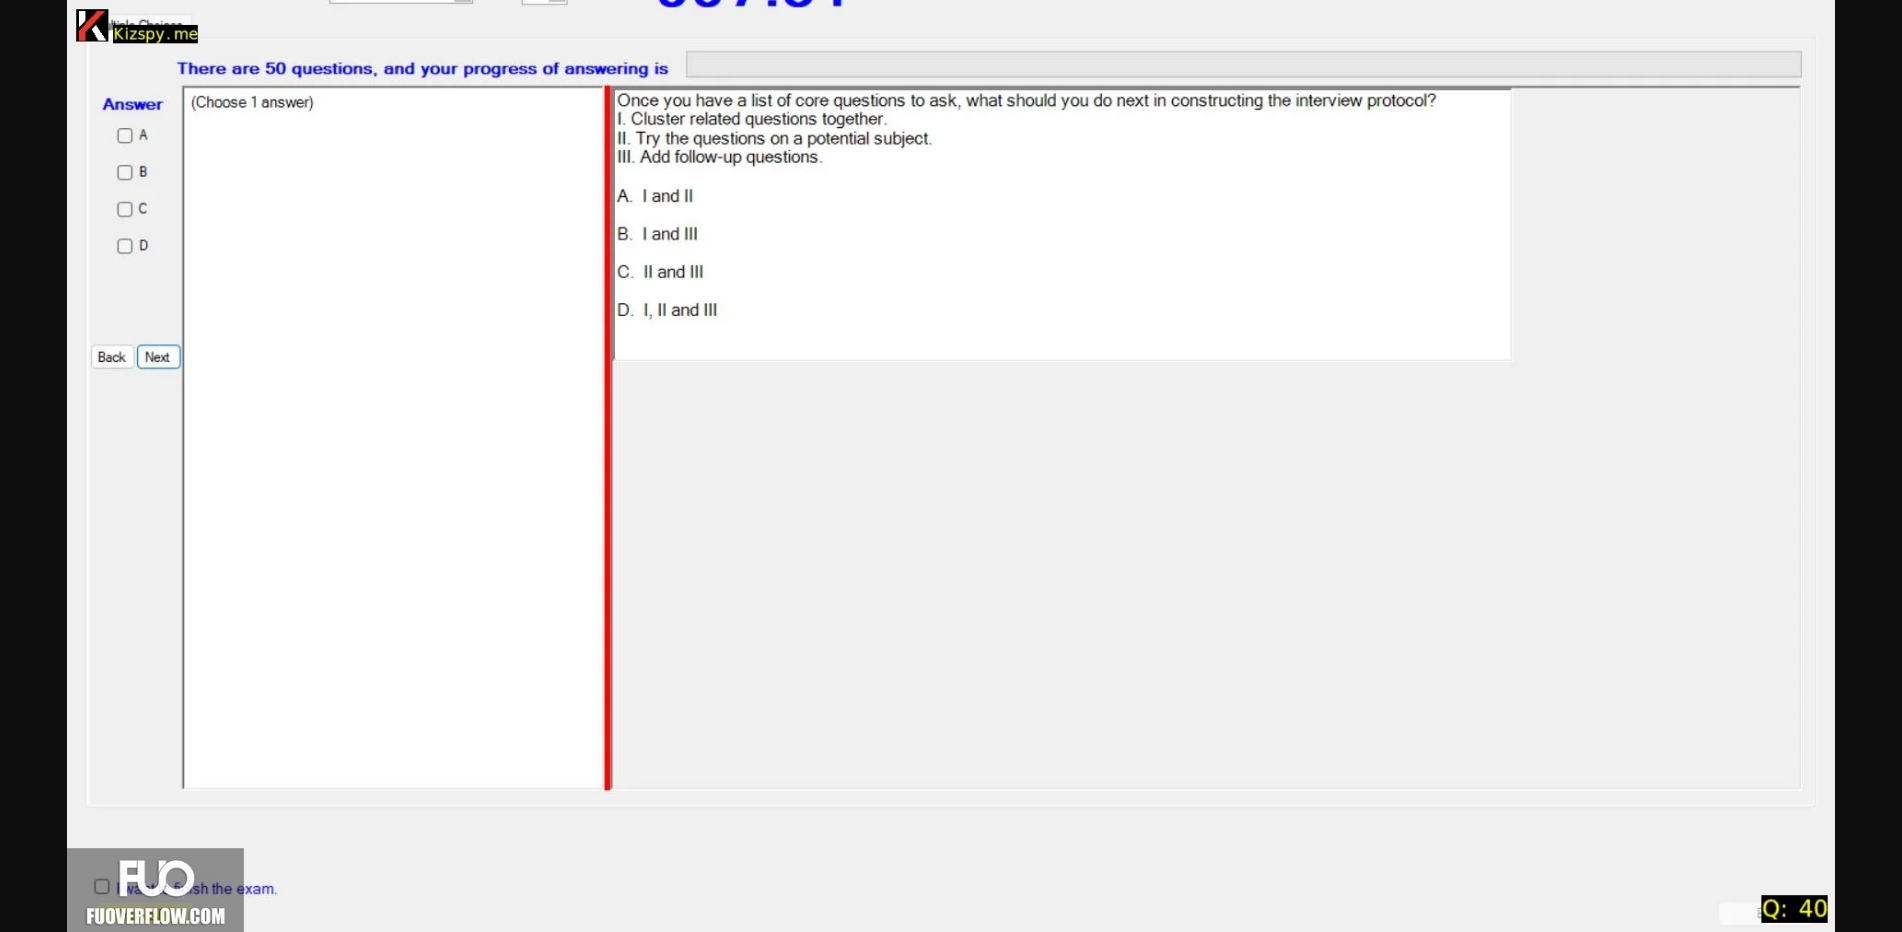 Kizspy.me
There are 50 questions, and your progress of answering is
Answer
(Choose 1 answer)
A
B
C
D
Back
Next
Once you have a list of core questions to ask, what should you do next in constructing the interview protocol?
I. Cluster related questions together.
II. Try the questions on a potential subject.
III. Add follow-up questions.
A. I and II
B. I and III
C. II and III
D. I, II and III
FUO
the exam.
FUOVERFLOW.COM
Q: 40